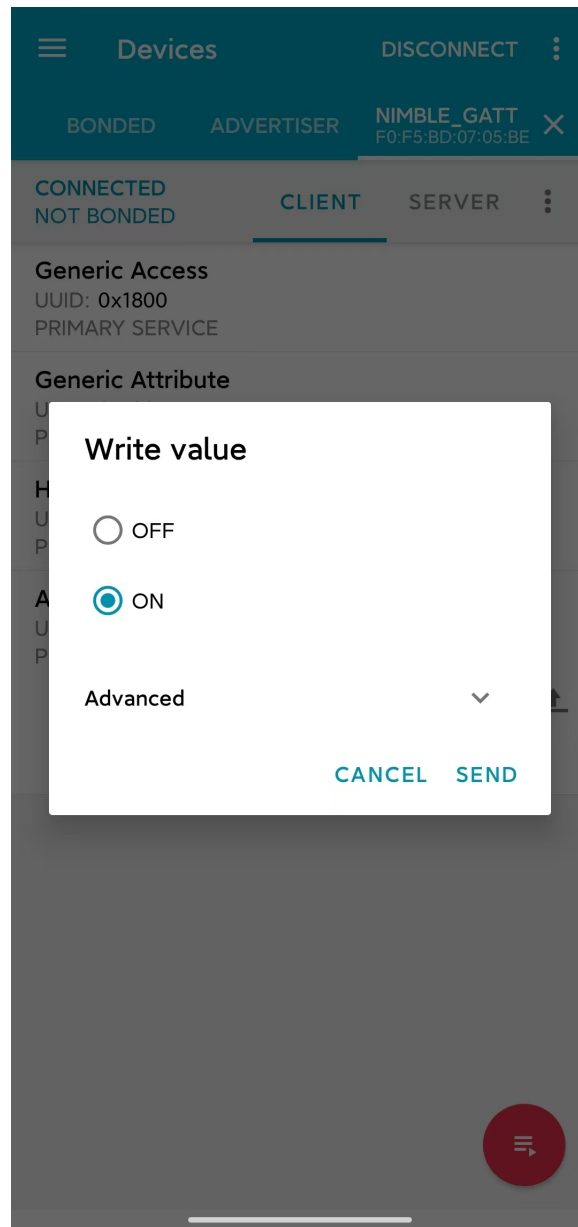 Devices
DISCONNECT
BONDED
ADVERTISER
NIMBLE_GATT
F0:F5:BD:07:05:BE
CONNECTED
NOT BONDED
CLIENT
SERVER
Generic Access
UUID: 0x1800
PRIMARY SERVICE
Generic Attribute
U
P
H
U
P
A
U
P
Write value
OFF
ON
Advanced
CANCEL
SEND